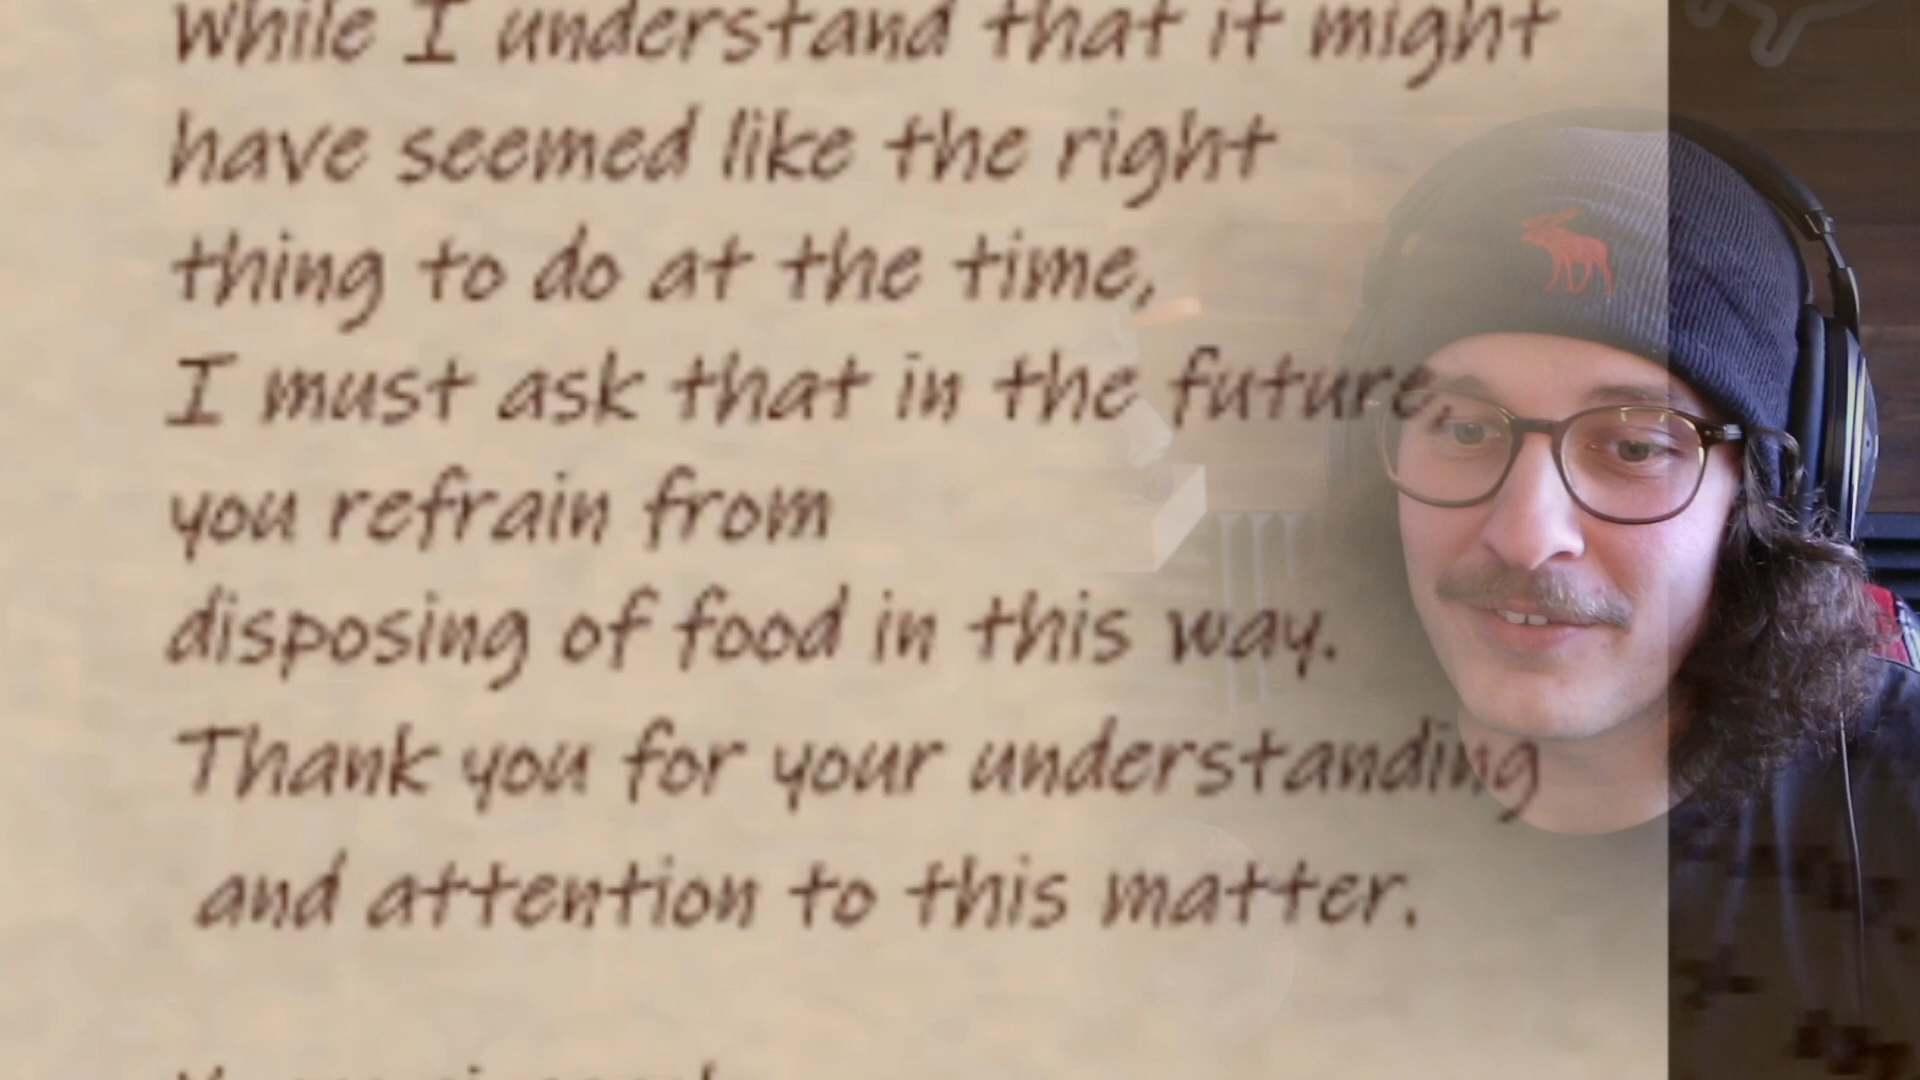 while I understand that it might
have seemed like the right
thing to do at the time,
I must ask that in the future,
you refrain from
disposing of food in this way.
Thank you for your understanding
and attention to this matter.